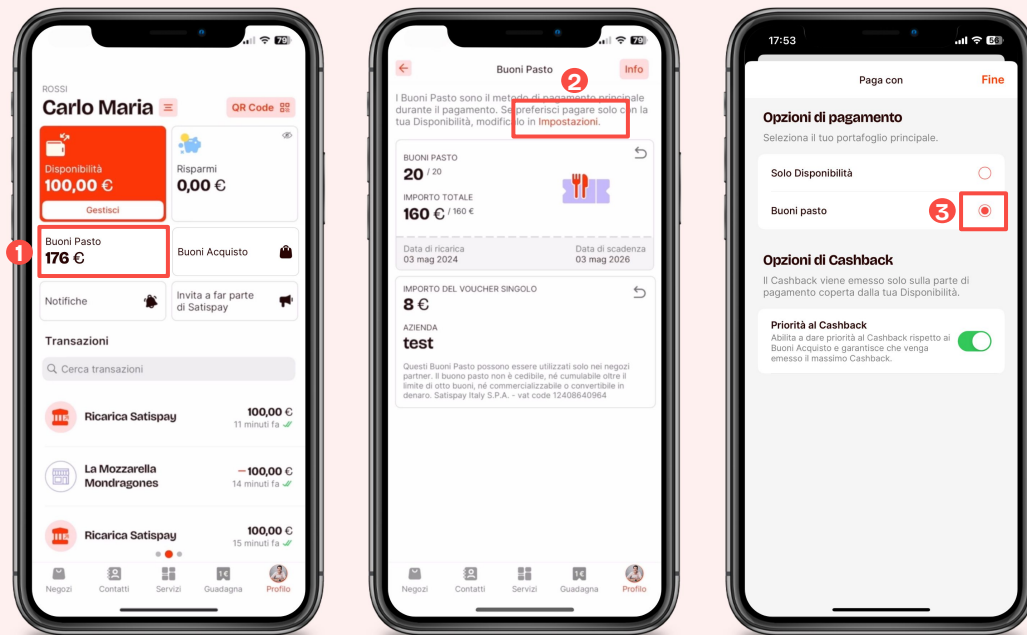 79
ROSSI
Carlo Maria
QR Code
Disponibilità
100,00 €
Gestisci
Risparmi
0,00 €
1
Buoni Pasto
176 €
Buoni Acquisto
Notifiche
Invita a far parte
di Satispay
Transazioni
Cerca transazioni
Ricarica Satispay
100,00 €
11 minuti fa
La Mozzarella
Mondragones
–100,00 €
14 minuti fa
Ricarica Satispay
100,00 €
15 minuti fa
Negozi
Contatti
Servizi
Guadagna
Profilo
79
Buoni Pasto
Info
2
I Buoni Pasto sono il metodo di pagamento principale
durante il pagamento. Se preferisci pagare solo con la
tua Disponibilità, modificalo in Impostazioni.
BUONI PASTO
20 / 20
IMPORTO TOTALE
160 € / 160 €
Data di ricarica
03 mag 2024
Data di scadenza
03 mag 2026
IMPORTO DEL VOUCHER SINGOLO
8 €
AZIENDA
test
Questi Buoni Pasto possono essere utilizzati solo nei negozi
partner. Il buono pasto non è cedibile, né cumulabile oltre il
limite di otto buoni, né commercializzabile o convertibile in
denaro. Satispay Italy S.P.A. - vat code 12408640964
Negozi
Contatti
Servizi
Guadagna
Profilo
17:53
56
Paga con
Fine
Opzioni di pagamento
Seleziona il tuo portafoglio principale.
Solo Disponibilità
Buoni pasto
3
Opzioni di Cashback
Il Cashback viene emesso solo sulla parte di
pagamento coperta dalla tua Disponibilità.
Priorità al Cashback
Abilita a dare priorità al Cashback rispetto ai
Buoni Acquisto e garantisce che venga
emesso il massimo Cashback.